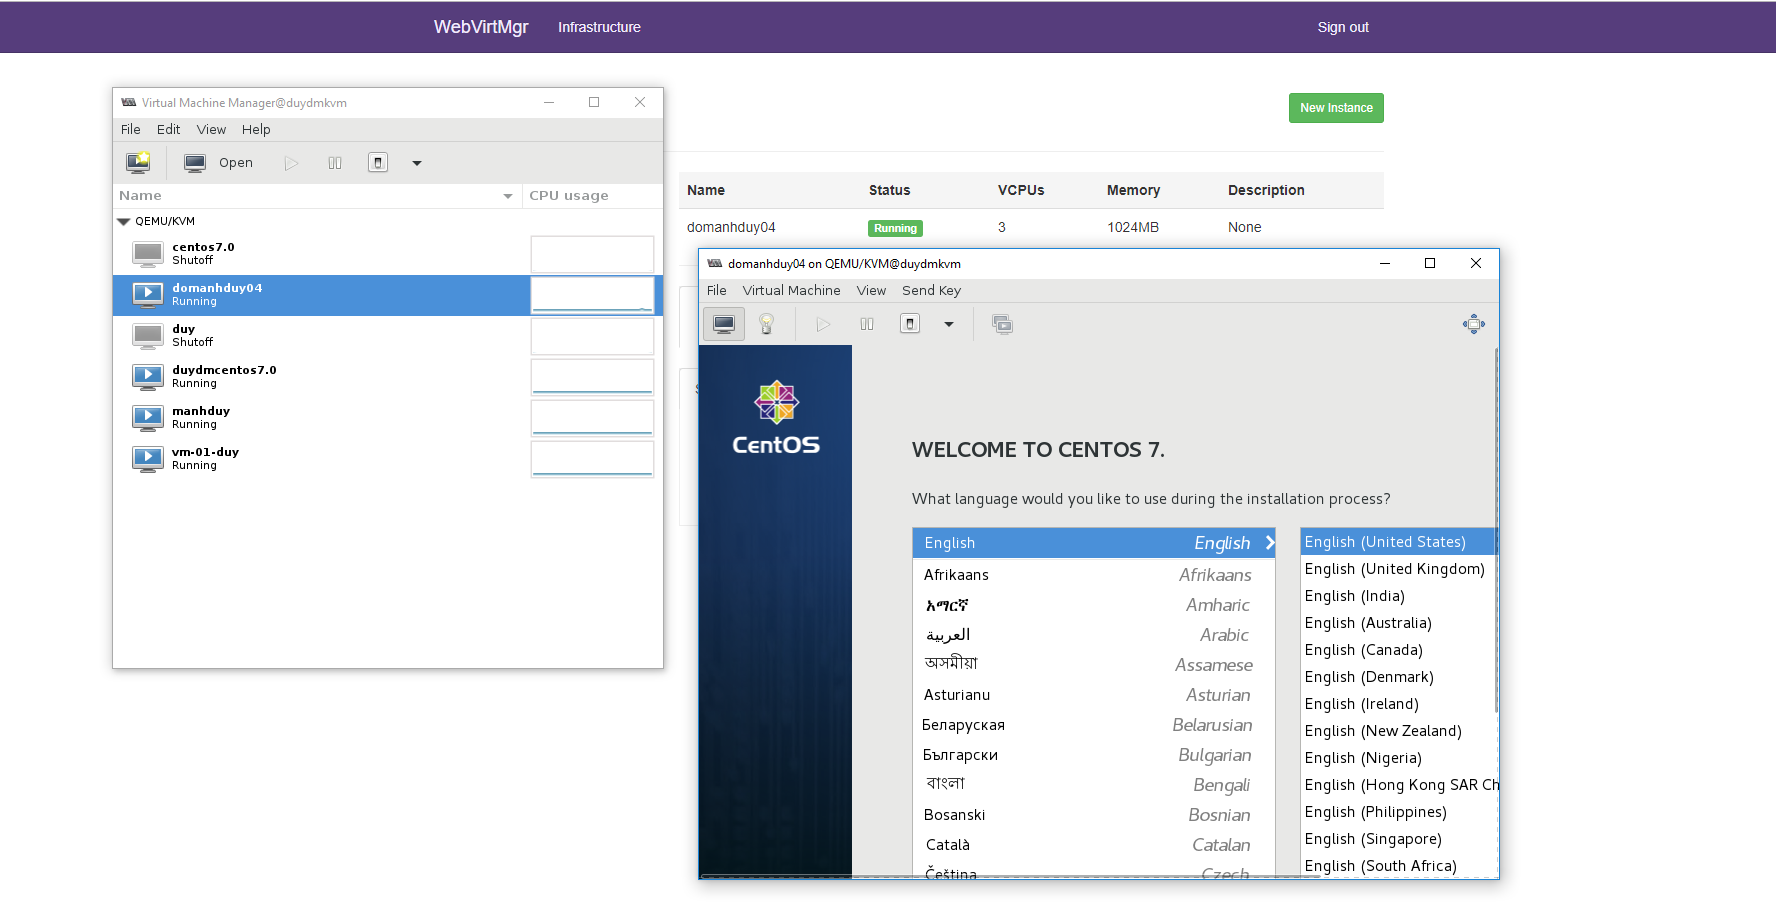 WebVirtMgr Infrastructure Sign out
Virtual Machine Manager@duydmkvm
File Edit View Help
Open
Name CPU usage
QEMU/KVM
centos7.0
Shutoff
domanhduy04
Running
duy
Shutoff
duydmcentos7.0
Running
manhduy
Running
vm-01-duy
Running
New Instance
Name Status VCPUs Memory Description
domanhduy04 Running 3 1024MB None
domanhduy04 on QEMU/KVM@duydmkvm
File Virtual Machine View Send Key
CentOS
WELCOME TO CENTOS 7.
What language would you like to use during the installation process?
English English
Afrikaans Afrikaans
አማርኛ Amharic
العربية Arabic
অসমীয়া Assamese
Asturianu Asturian
Беларуская Belarusian
Български Bulgarian
বাংলা Bengali
Bosanski Bosnian
Català Catalan
Čeština Czech
English (United States)
English (United Kingdom)
English (India)
English (Australia)
English (Canada)
English (Denmark)
English (Ireland)
English (New Zealand)
English (Nigeria)
English (Hong Kong SAR Ch
English (Philippines)
English (Singapore)
English (South Africa)